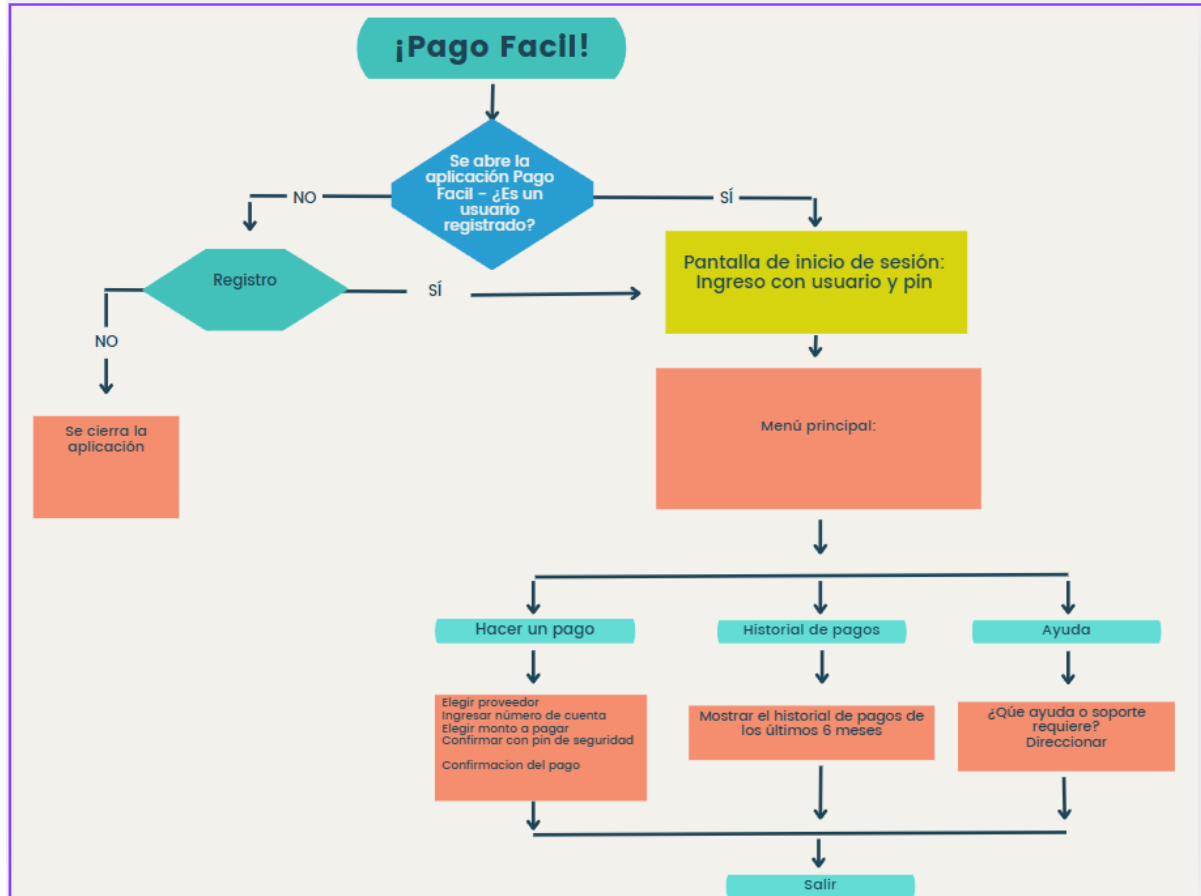 ¡Pago Facil!
Se abre la
aplicación Pago
Facil - ¿Es un
usuario
registrado?
NO
SÍ
Registro
SÍ
Pantalla de inicio de sesión:
Ingreso con usuario y pin
NO
Se cierra la
aplicación
Menú principal:
Hacer un pago
Historial de pagos
Ayuda
Elegir proveedor
Ingresar número de cuenta
Elegir monto a pagar
Confirmar con pin de seguridad
Confirmacion del pago
Mostrar el historial de pagos de
los últimos 6 meses
¿Qúe ayuda o soporte
requiere?
Direccionar
Salir